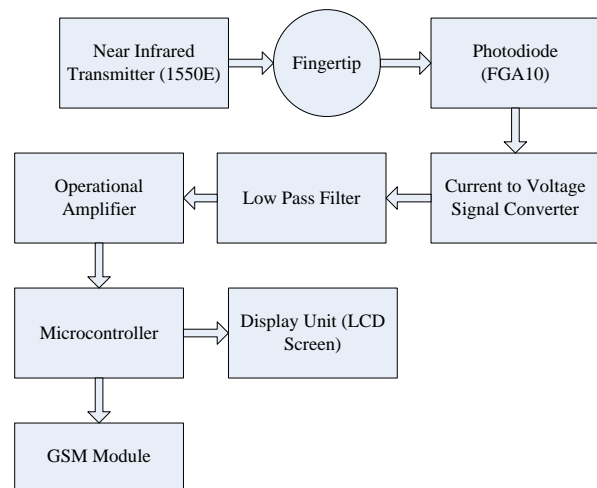 Near Infrared
Transmitter (1550E)
Fingertip
Photodiode
(FGA10)
Operational
Amplifier
Low Pass Filter
Current to Voltage
Signal Converter
Microcontroller
Display Unit (LCD
Screen)
GSM Module